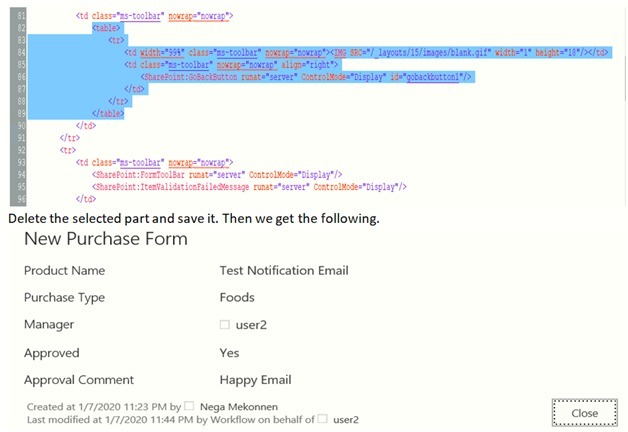 81 <td class="ms-toolbar" nowrap="nowrap">
82 <table>
83 <tr>
84 <td width="99%" class="ms-toolbar" nowrap="nowrap"><IMG SRC="/_layouts/15/images/blank.gif" width="1" height="18"/></td>
85 <td class="ms-toolbar" nowrap="nowrap" align="right">
86 <SharePoint:GoBackButton runat="server" ControlMode="Display" id="gobackbutton1"/>
87 </td>
88 </tr>
89 </table>
90 </td>
91 </tr>
92 <tr>
93 <td class="ms-toolbar" nowrap="nowrap">
94 <SharePoint:FormToolBar runat="server" ControlMode="Display"/>
95 <SharePoint:ItemValidationFailedMessage runat="server" ControlMode="Display"/>
96 </td>
Delete the selected part and save it. Then we get the following.
New Purchase Form
Product Name Test Notification Email
Purchase Type Foods
Manager user2
Approved Yes
Approval Comment Happy Email
Created at 1/7/2020 11:23 PM by Nega Mekonnen
Last modified at 1/7/2020 11:44 PM by Workflow on behalf of user2
Close